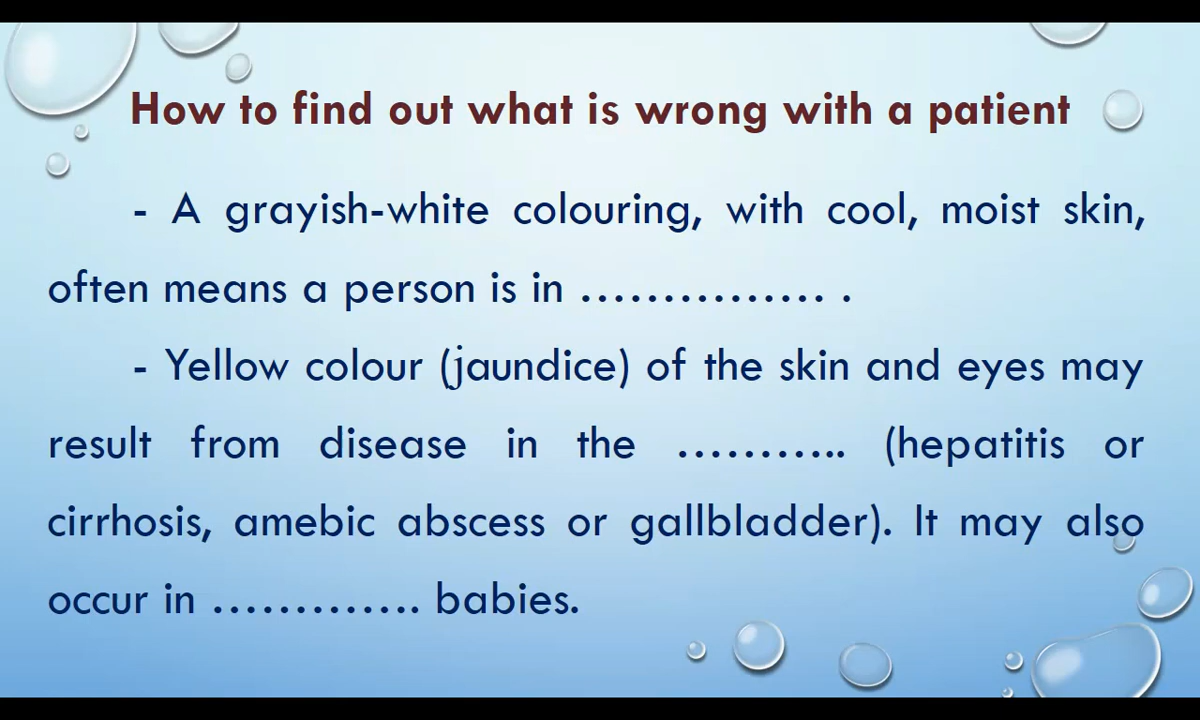 How to find out what is wrong with a patient
- A grayish-white colouring, with cool, moist skin,
often means a person is in …………… .
- Yellow colour (jaundice) of the skin and eyes may
result from disease in the ……….. (hepatitis or
cirrhosis, amebic abscess or gallbladder). It may also
occur in …………. babies.